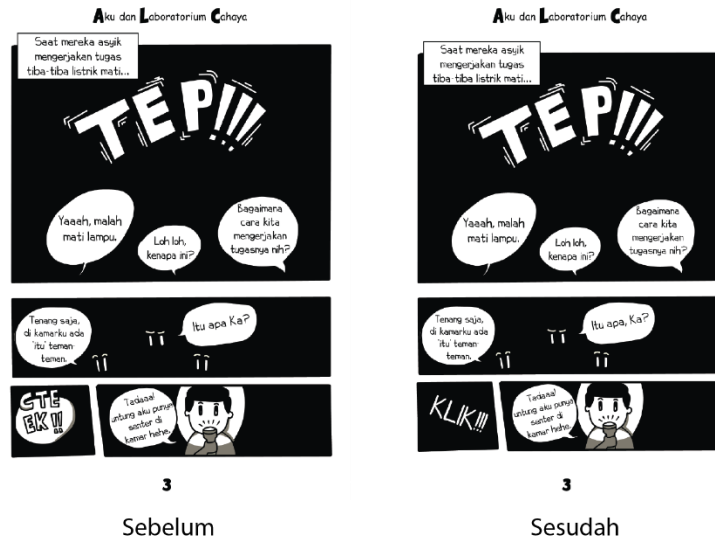 Aku dan Laboratorium Cahaya
Saat mereka asyik
mengerjakan tugas
tiba-tiba listrik mati...
TEP!!!
Yaaah, malah
mati lampu.
Loh loh,
kenapa ini?
Bagaimana
cara kita
mengerjakan
tugasnya nih?
Tenang saja,
di kamarku ada
'itu' teman-
teman.
Itu apa Ka?
CTE
EK!!
Tadaaa!
untung aku punya
senter di
kamar hehe.
3
Sebelum
Aku dan Laboratorium Cahaya
Saat mereka asyik
mengerjakan tugas
tiba-tiba listrik mati...
TEP!!!
Yaaah, malah
mati lampu.
Loh loh,
kenapa ini?
Bagaimana
cara kita
mengerjakan
tugasnya nih?
Tenang saja,
di kamarku ada
'itu' teman-
teman.
Itu apa, Ka?
KLIK!!!
Tadaaa!
untung aku punya
senter di
kamar hehe.
3
Sesudah